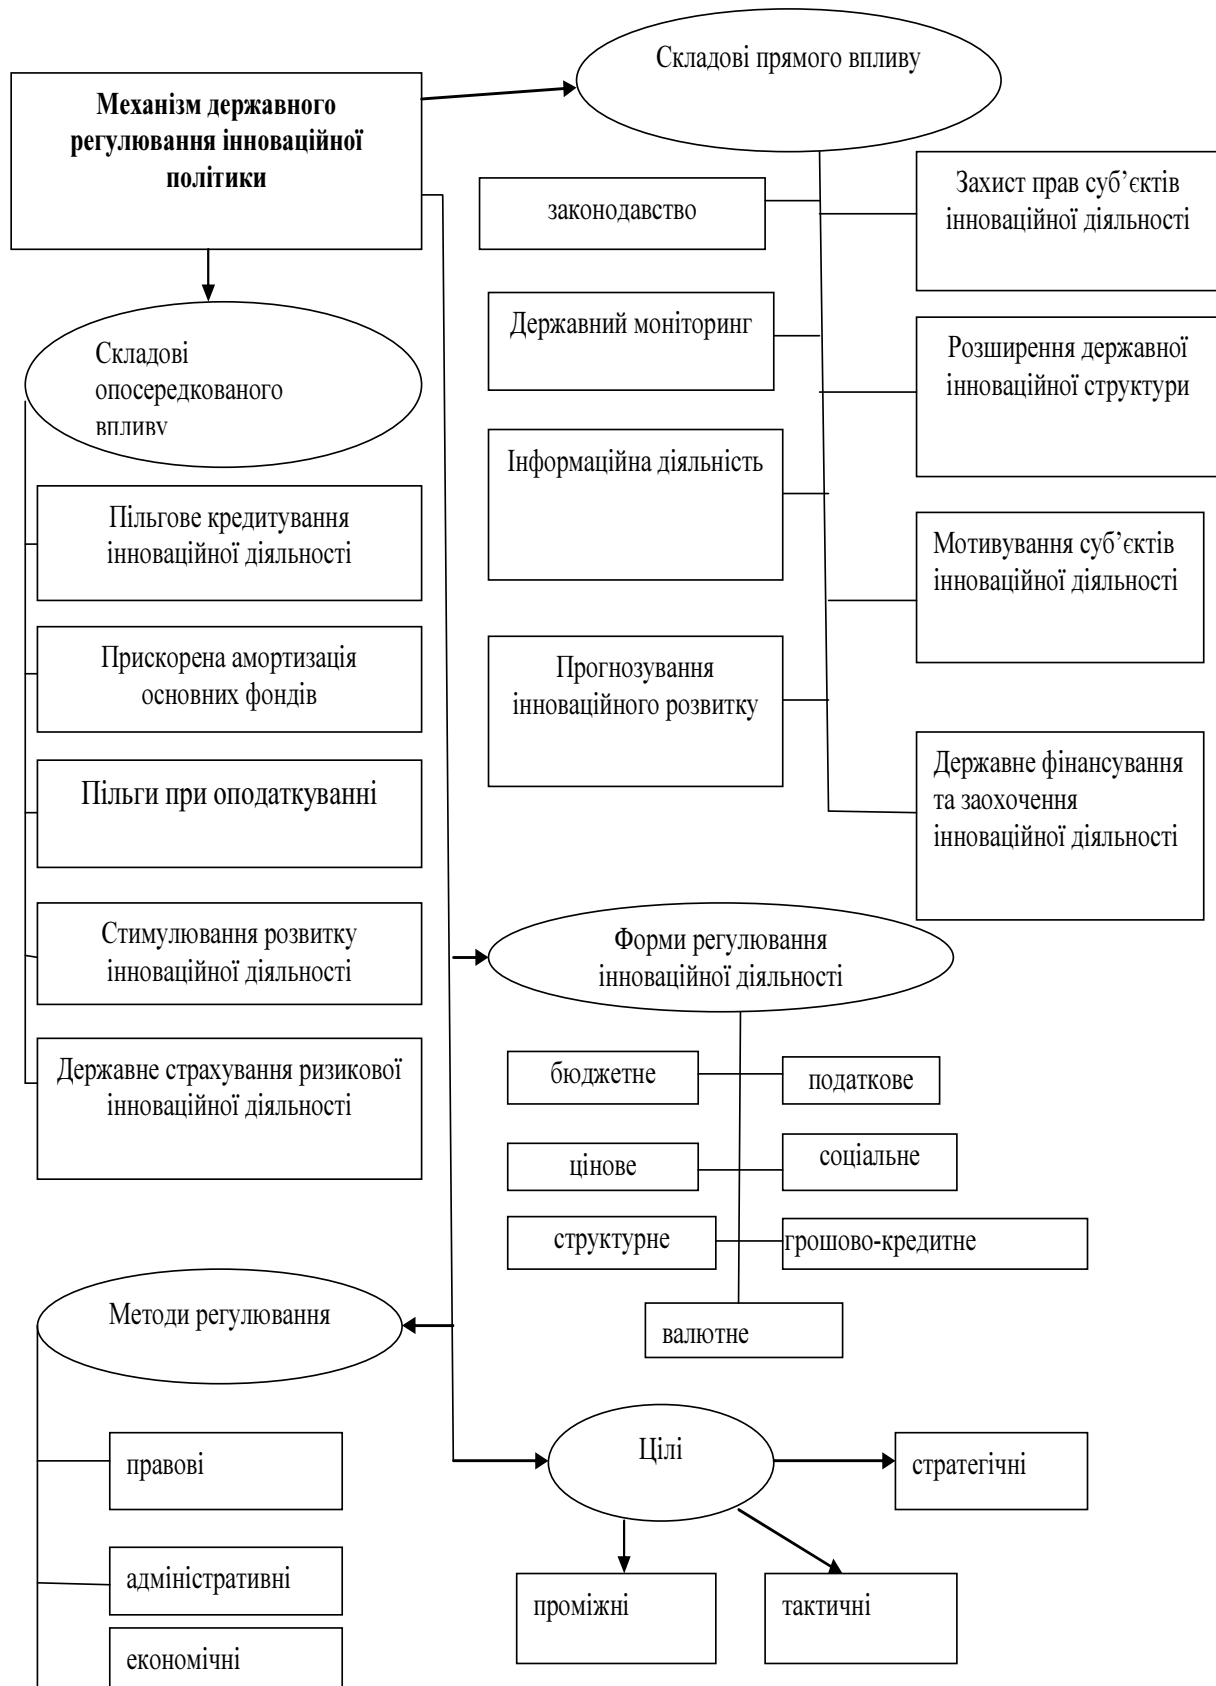 Механізм державного
регулювання інноваційної
політики
Складові прямого впливу
законодавство
Захист прав суб’єктів
інноваційної діяльності
Державний моніторинг
Розширення державної
інноваційної структури
Складові
опосередкованого
впливу
Інформаційна діяльність
Пільгове кредитування
інноваційної діяльності
Мотивування суб’єктів
інноваційної діяльності
Прискорена амортизація
основних фондів
Прогнозування
інноваційного розвитку
Пільги при оподаткуванні
Державне фінансування
та заохочення
інноваційної діяльності
Стимулювання розвитку
інноваційної діяльності
Форми регулювання
інноваційної діяльності
Державне страхування ризикової
інноваційної діяльності
бюджетне
податкове
цінове
соціальне
структурне
грошово-кредитне
валютне
Методи регулювання
правові
адміністративні
економічні
Цілі
стратегічні
проміжні
тактичні